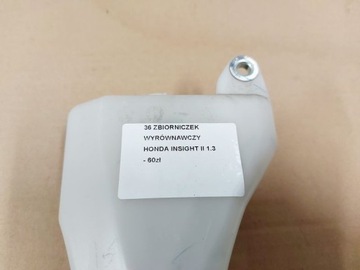 36 ZBIORNICZEK
WYRÓWNAWCZY
HONDA INSIGHT II 1.3
- 60zł